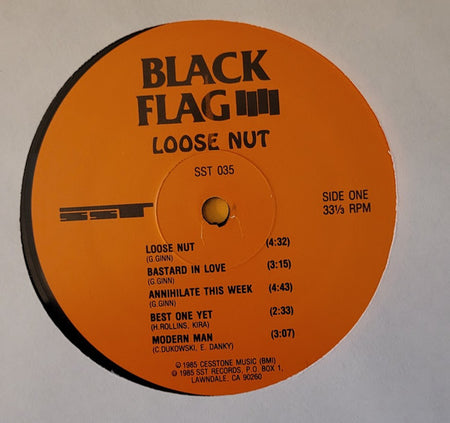 BLACK
FLAG
LOOSE NUT
SST 035
SST
SIDE ONE
33⅓ RPM
LOOSE NUT (4:32)
(G.GINN)
BASTARD IN LOVE (3:15)
(G.GINN)
ANNIHILATE THIS WEEK (4:43)
(G.GINN)
BEST ONE YET (2:33)
(H.ROLLINS, KIRA)
MODERN MAN (3:07)
(C.DUKOWSKI, E. DANKY)
℗ 1985 CESSTONE MUSIC (BMI)
© 1985 SST RECORDS, P.O. BOX 1,
LAWNDALE, CA 90260